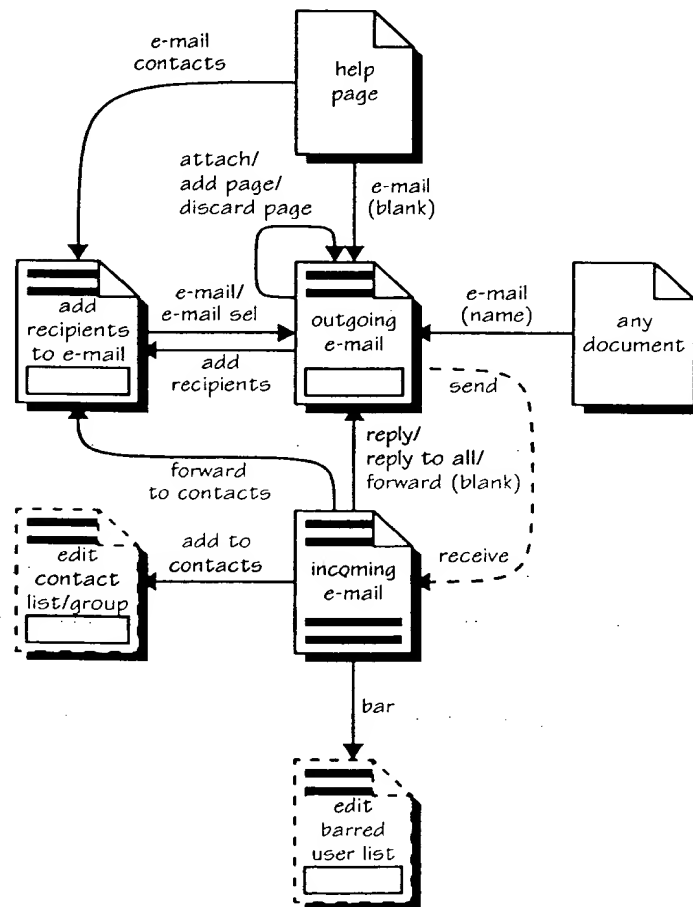 e-mail
contacts
help
page
attach/
add page/
discard page
e-mail
(blank)
add
recipients
to e-mail
e-mail/
e-mail sel
add
recipients
outgoing
e-mail
e-mail
(name)
any
document
send
forward
to contacts
reply/
reply to all/
forward (blank)
edit
contact
list/group
add to
contacts
incoming
e-mail
receive
bar
edit
barred
user list